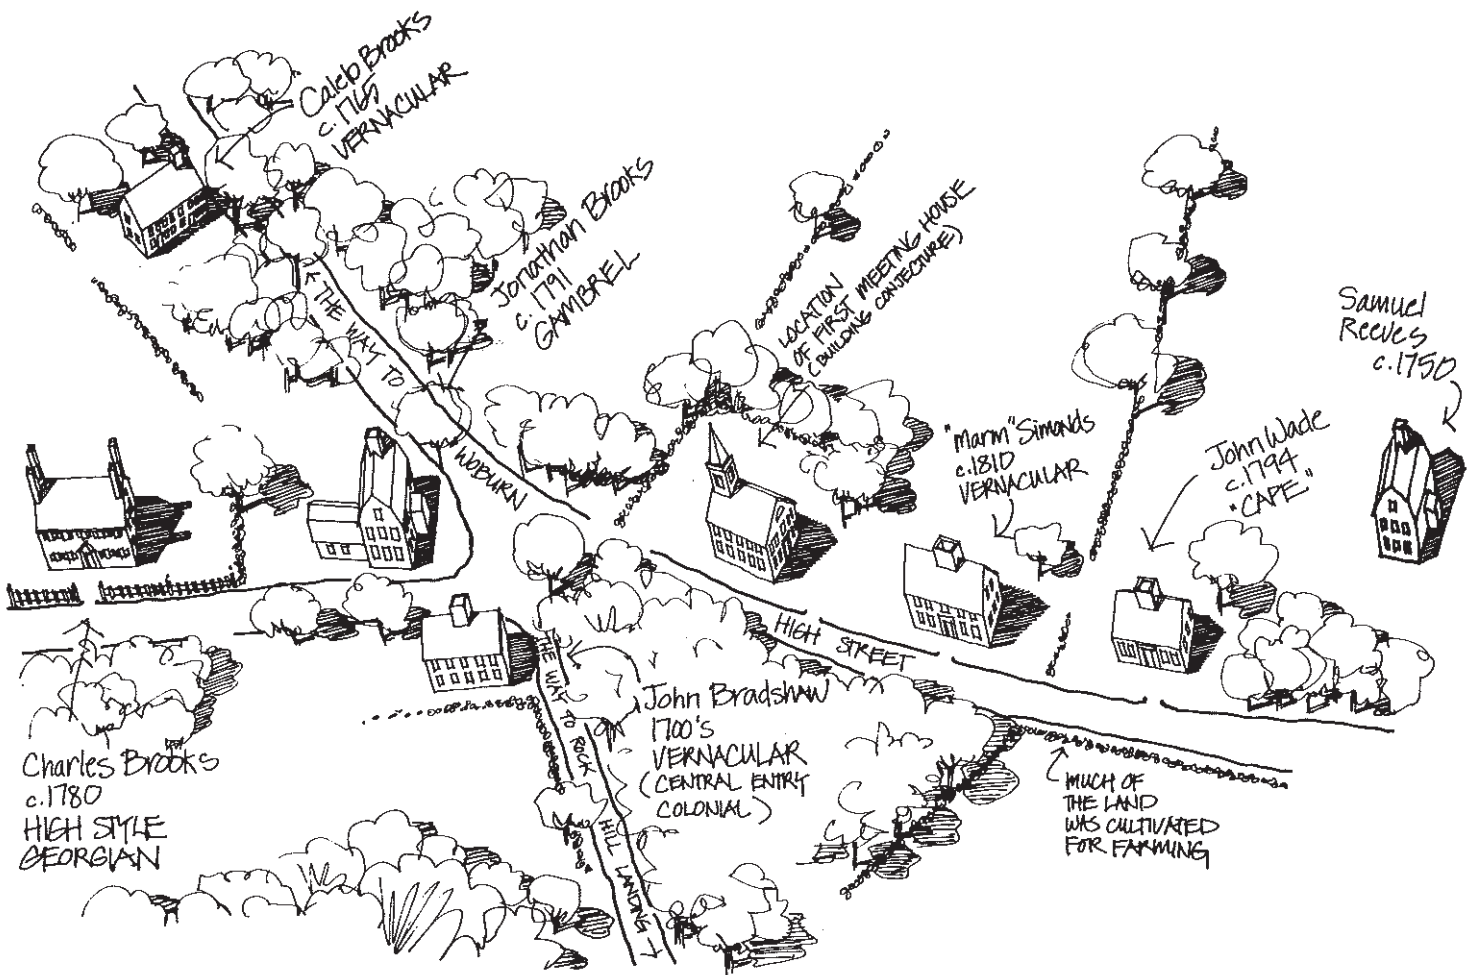 Caleb Brooks
c. 1765
VERNACULAR
Jonathan Brooks
c. 1791
GAMBREL
THE WAY TO
WOBURN
LOCATION
OF FIRST MEETING HOUSE
(BUILDING CONJECTURE)
"Marm" Simonds
c.1810
VERNACULAR
John Wade
c.1794
"CAPE"
Samuel
Reeves
c.1750
HIGH STREET
THE WAY TO ROCK
HILL LANDING →
John Bradshaw
1700's
VERNACULAR
(CENTRAL ENTRY
COLONIAL)
Charles Brooks
c.1780
HIGH STYLE
GEORGIAN
MUCH OF
THE LAND
WAS CULTIVATED
FOR FARMING